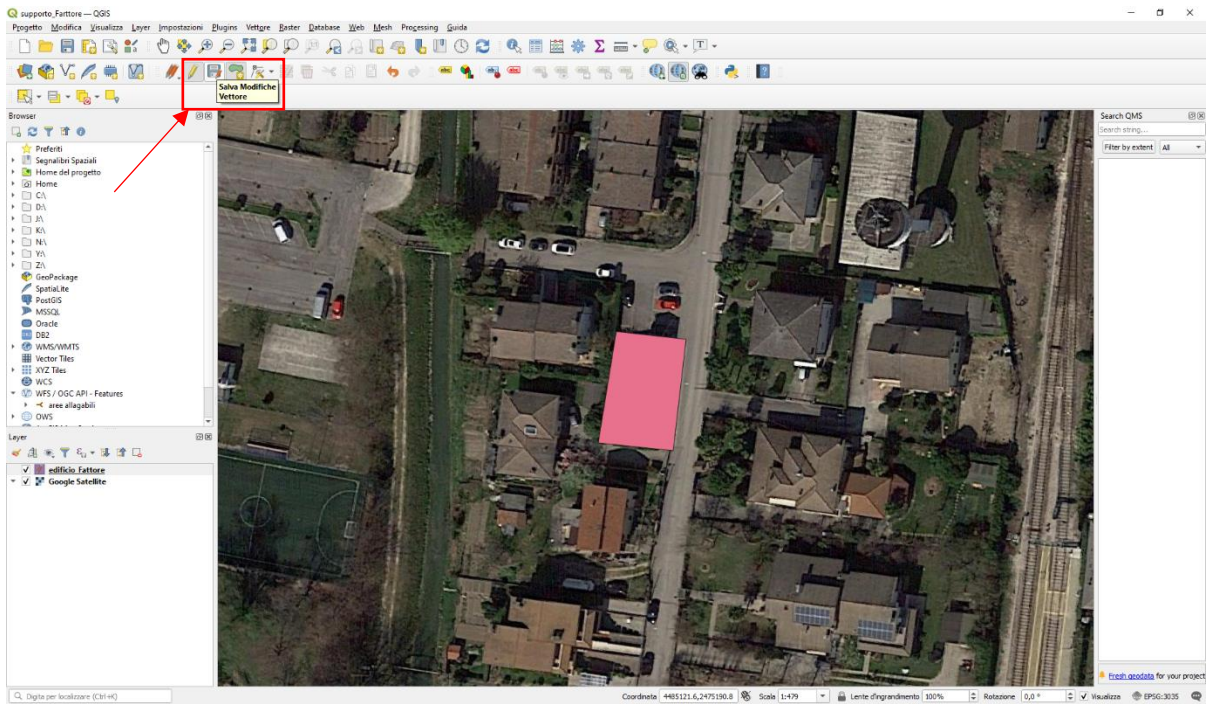 supporto_Farttore — QGIS
Progetto Modifica Visualizza Layer Impostazioni Plugins Vettore Raster Database Web Mesh Processing Guida
Salva Modifiche
Vettore
Browser
Preferiti
Segnalibri Spaziali
Home del progetto
Home
C:\
D:\
J:\
K:\
N:\
Y:\
Z:\
GeoPackage
SpatiaLite
PostGIS
MSSQL
Oracle
DB2
WMS/WMTS
Vector Tiles
XYZ Tiles
WCS
WFS / OGC API - Features
aree allagabili
OWS
Layer
edificio_Fattore
Google Satellite
Search QMS
Search string...
Filter by extent All
Fresh geodata for your project
Digita per localizzare (Ctrl+K)
Coordinata 4485121.6,2475190.8 Scala 1:479 Lente d'ingrandimento 100% Rotazione 0,0 ° Visualizza EPSG:3035